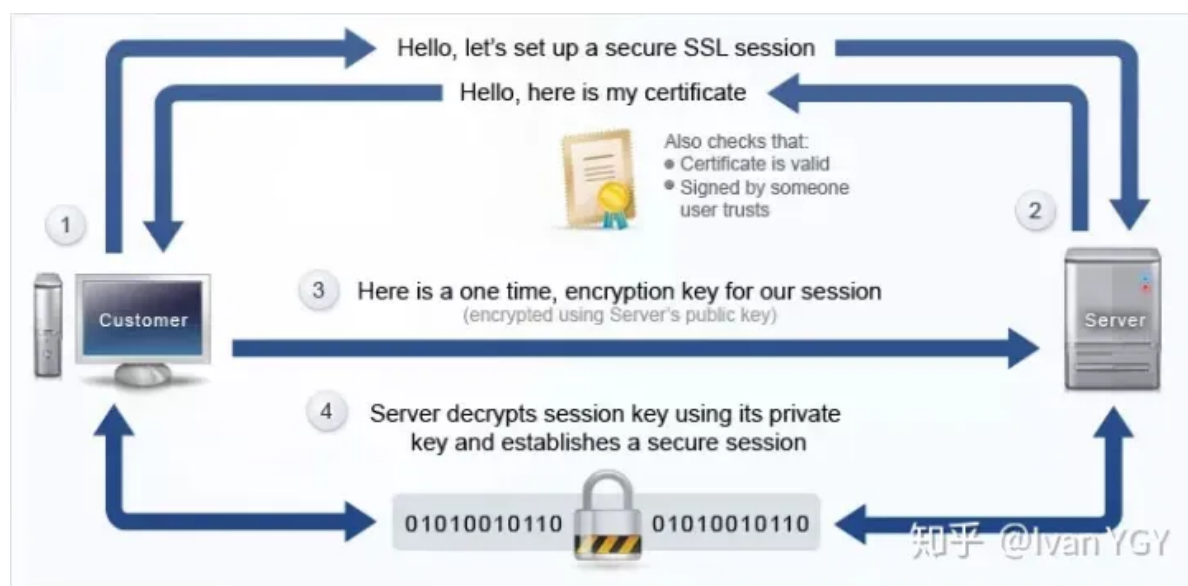 Hello, let's set up a secure SSL session
Hello, here is my certificate
Also checks that:
• Certificate is valid
• Signed by someone
user trusts
1
2
3
Here is a one time, encryption key for our session
(encrypted using Server's public key)
Customer
Server
4
Server decrypts session key using its private
key and establishes a secure session
01010010110
01010010110
知乎 @Ivan YGY